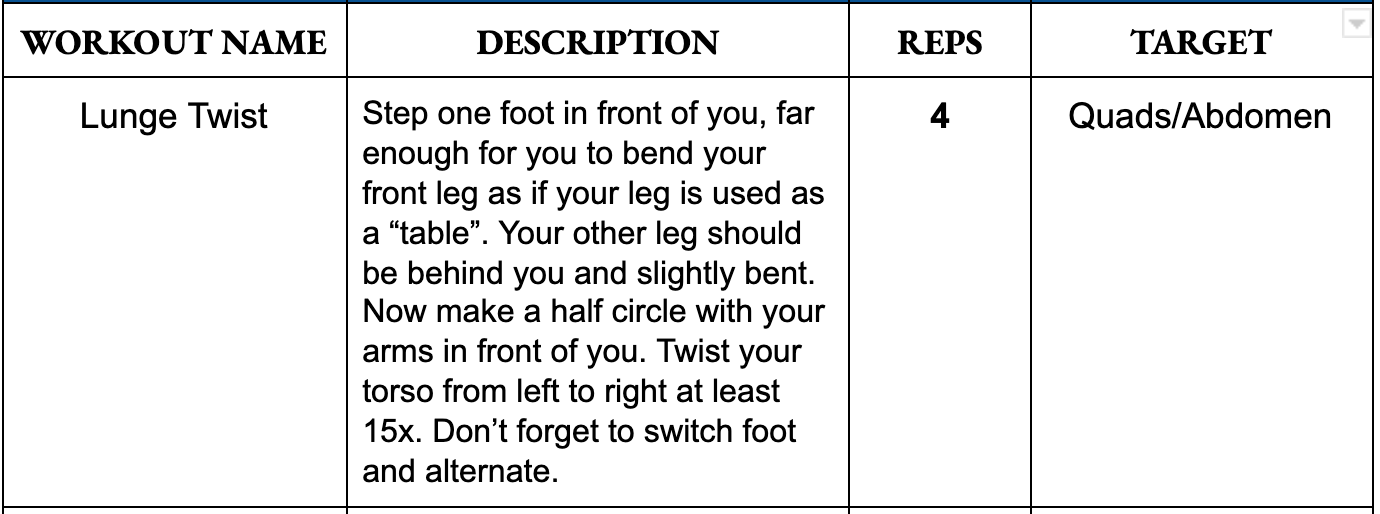 WORKOUT NAME DESCRIPTION REPS TARGET
Lunge Twist
Step one foot in front of you, far
enough for you to bend your
front leg as if your leg is used as
a “table”. Your other leg should
be behind you and slightly bent.
Now make a half circle with your
arms in front of you. Twist your
torso from left to right at least
15x. Don’t forget to switch foot
and alternate.
4
Quads/Abdomen